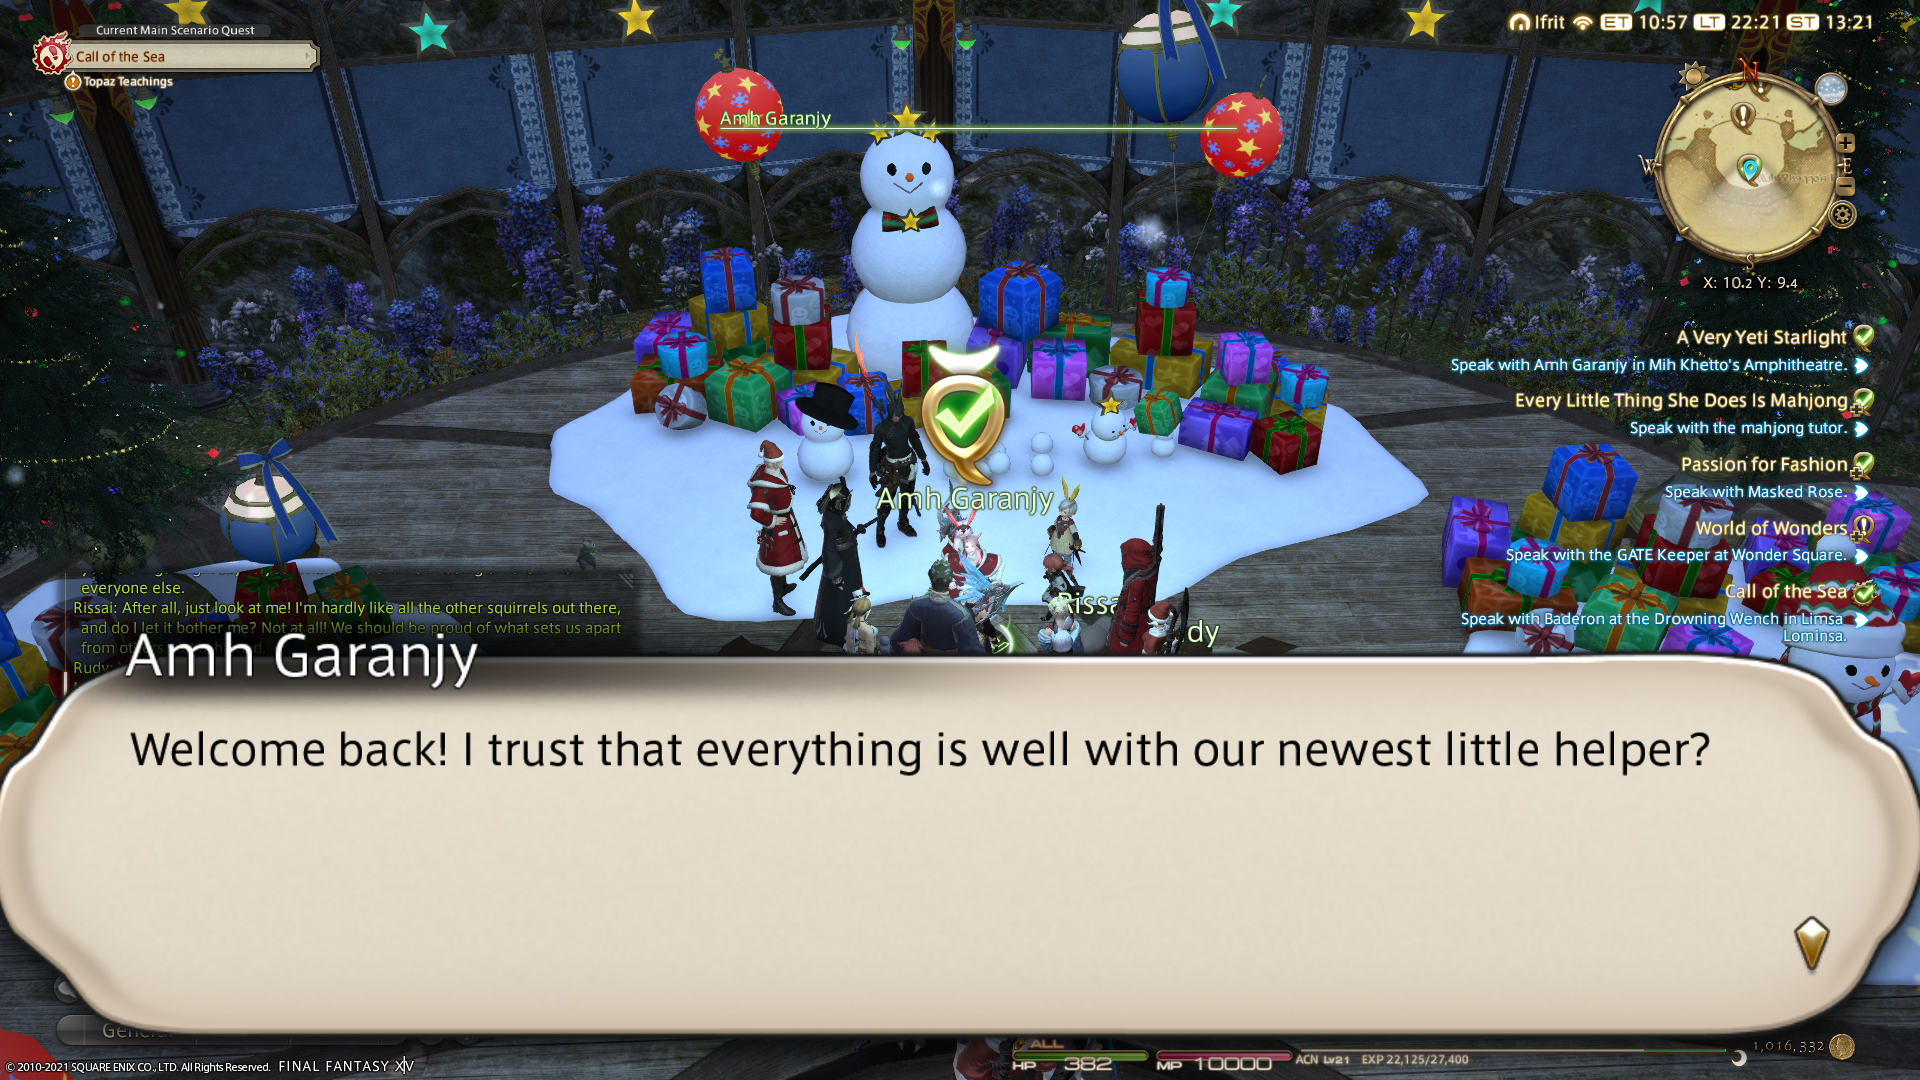 Current Main Scenario Quest
Call of the Sea
Topaz Teachings
Ifrit ET 10:57 LT 22:21 ST 13:21
N
W
E
S
X: 10.2 Y: 9.4
Amh Garanjy
A Very Yeti Starlight
Speak with Amh Garanjy in Mih Khetto's Amphitheatre.
Every Little Thing She Does Is Mahjong
Speak with the mahjong tutor.
Passion for Fashion
Speak with Masked Rose.
World of Wonders
Speak with the GATE Keeper at Wonder Square.
Call of the Sea
Speak with Baderon at the Drowning Wench in Limsa
Lominsa.
Amh Garanjy
everyone else.
Rissai: After all, just look at me! I'm hardly like all the other squirrels out there,
and do I let it bother me? Not at all! We should be proud of what sets us apart
from
Rudy:
Amh Garanjy
Welcome back! I trust that everything is well with our newest little helper?
ALL
HP 382 MP 10000 ACN Lv21 EXP 22,125/27,400
1,016,332
© 2010-2021 SQUARE ENIX CO., LTD. All Rights Reserved. FINAL FANTASY XIV